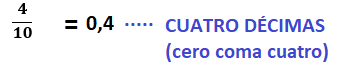 4/10 = 0,4 ..... CUATRO DÉCIMAS
(cero coma cuatro)